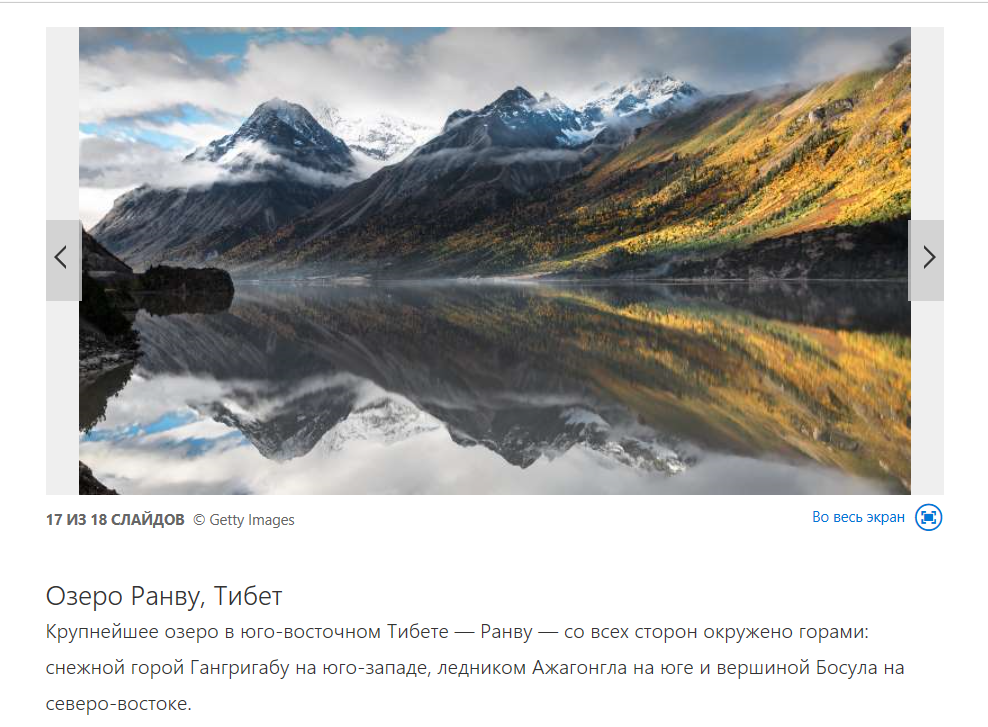 17 ИЗ 18 СЛАЙДОВ © Getty Images
Во весь экран
Озеро Ранву, Тибет
Крупнейшее озеро в юго-восточном Тибете — Ранву — со всех сторон окружено горами:
снежной горой Гангригабу на юго-западе, ледником Ажагонгла на юге и вершиной Босула на
северо-востоке.